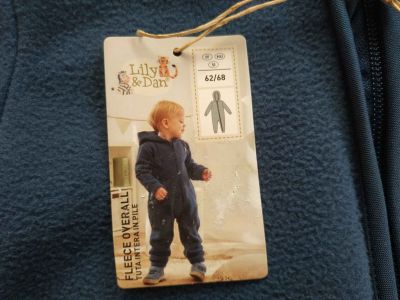 Lily
& Dan
62/68
FLEECE OVERALL
TUTA INTERA IN PILE